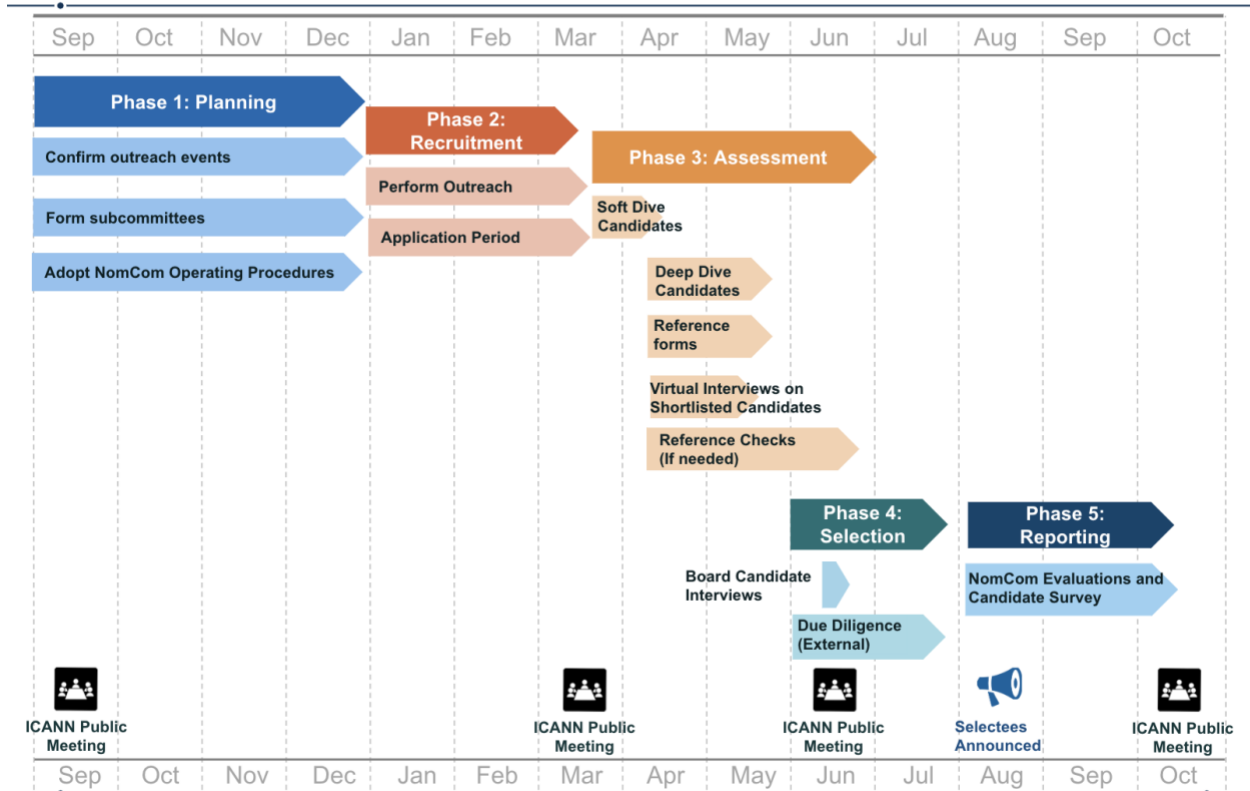 Sep Oct Nov Dec Jan Feb Mar Apr May Jun Jul Aug Sep Oct
Phase 1: Planning
Confirm outreach events
Form subcommittees
Adopt NomCom Operating Procedures
Phase 2:
Recruitment
Perform Outreach
Application Period
Phase 3: Assessment
Soft Dive
Candidates
Deep Dive
Candidates
Reference
forms
Virtual Interviews on
Shortlisted Candidates
Reference Checks
(If needed)
Phase 4:
Selection
Board Candidate
Interviews
Due Diligence
(External)
Phase 5:
Reporting
NomCom Evaluations and
Candidate Survey
ICANN Public
Meeting
ICANN Public
Meeting
ICANN Public
Meeting
Selectees
Announced
ICANN Public
Meeting
Sep Oct Nov Dec Jan Feb Mar Apr May Jun Jul Aug Sep Oct